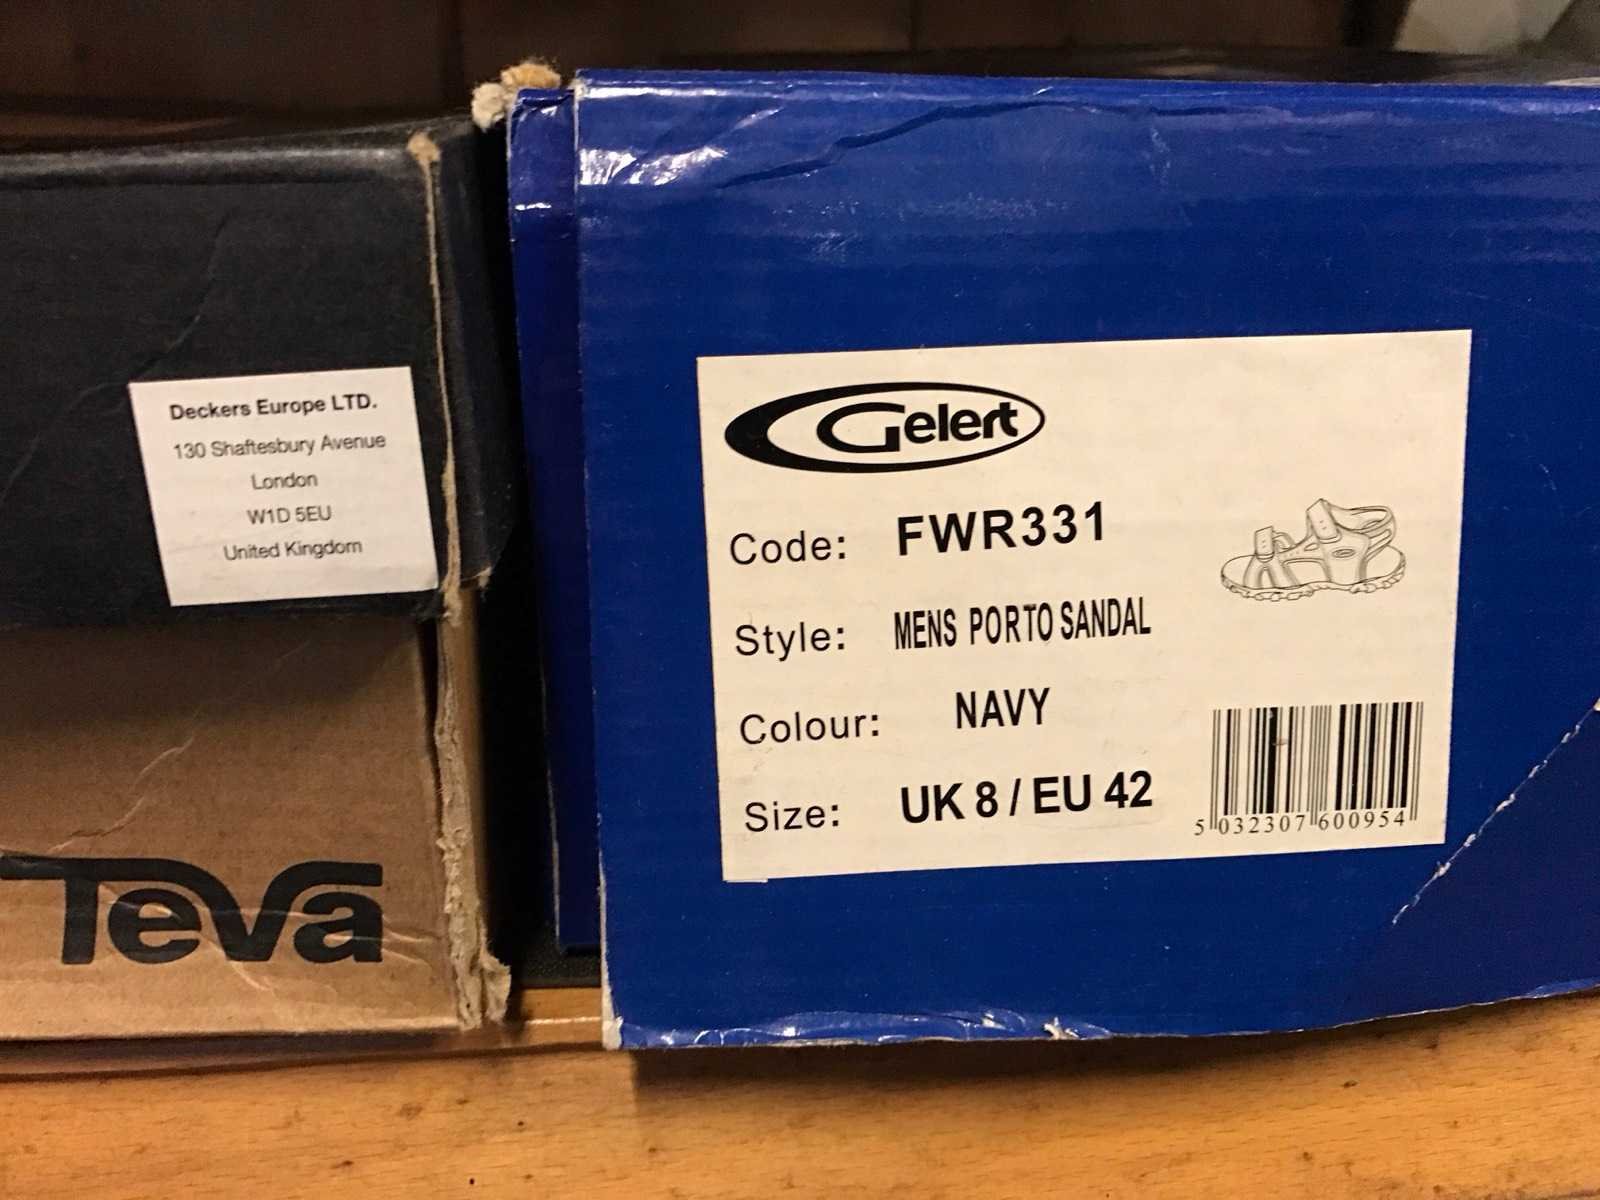 Deckers Europe LTD.
130 Shaftesbury Avenue
London
W1D 5EU
United Kingdom
Teva
Gelert
Code: FWR331
Style: MENS PORTO SANDAL
Colour: NAVY
Size: UK 8 / EU 42
5 032307 600954